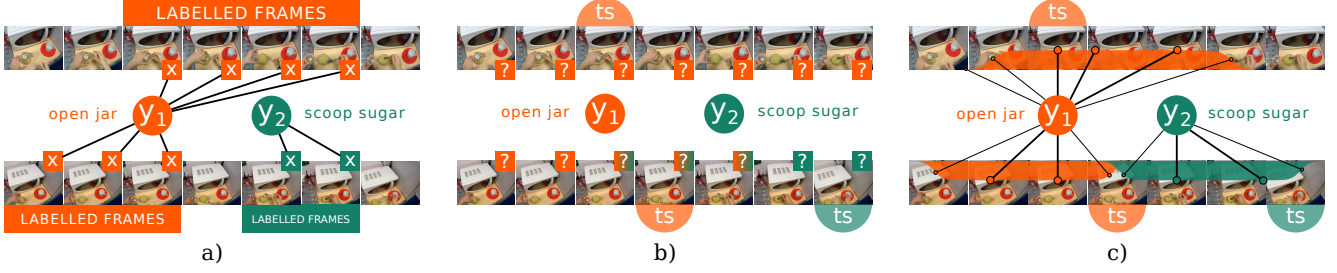 LABELLED FRAMES
x x x x
open jar y1 y2 scoop sugar
x x x x x
LABELLED FRAMES LABELLED FRAMES
a)
ts
? ? ? ? ? ? ?
open jar y1 y2 scoop sugar
? ? ? ? ? ? ?
ts ts
b)
ts
open jar y1 y2 scoop sugar
ts ts
c)